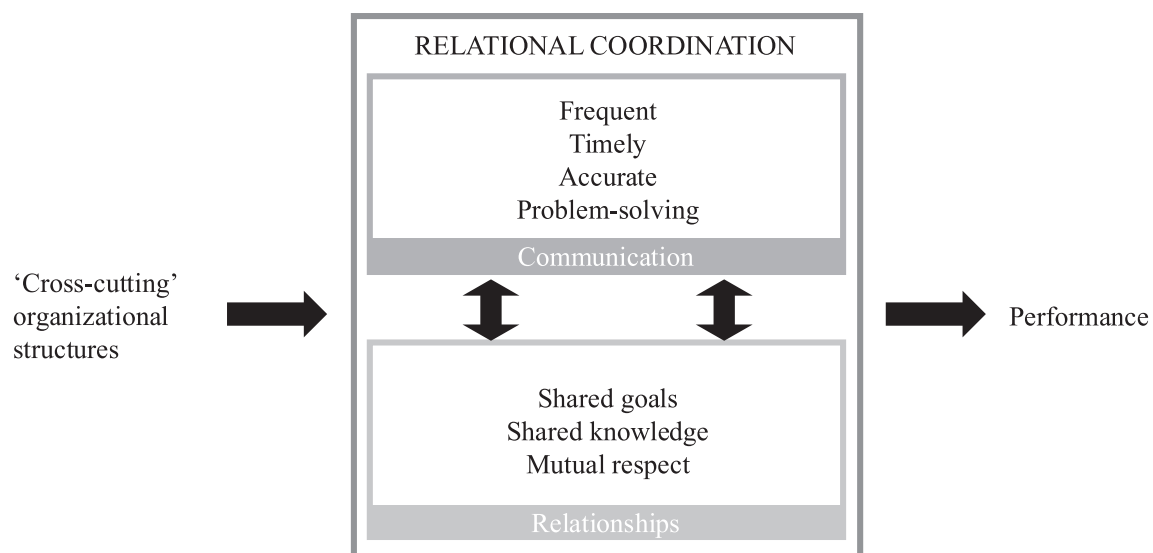 RELATIONAL COORDINATION
Frequent
Timely
Accurate
Problem-solving
Communication
‘Cross-cutting’
organizational
structures
Performance
Shared goals
Shared knowledge
Mutual respect
Relationships